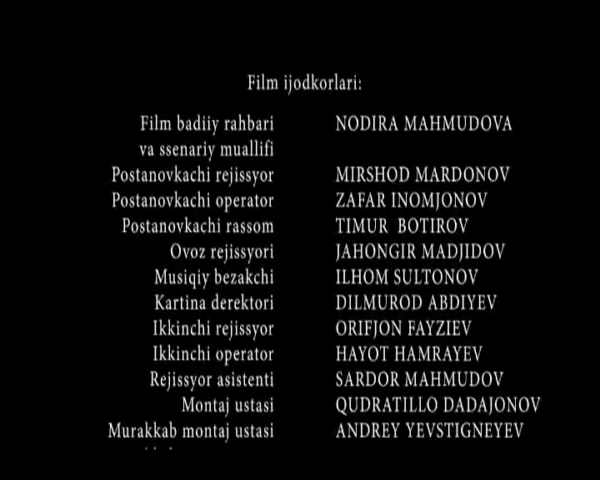 Film ijodkorlari:
Film badiiy rahbari NODIRA MAHMUDOVA
va ssenariy muallifi
Postanovkachi rejissyor MIRSHOD MARDONOV
Postanovkachi operator ZAFAR INOMJONOV
Postanovkachi rassom TIMUR BOTIROV
Ovoz rejissyori JAHONGIR MADJIDOV
Musiqiy bezakchi ILHOM SULTONOV
Kartina derektori DILMUROD ABDIYEV
Ikkinchi rejissyor ORIFJON FAYZIEV
Ikkinchi operator HAYOT HAMRAYEV
Rejissyor asistenti SARDOR MAHMUDOV
Montaj ustasi QUDRATILLO DADAJONOV
Murakkab montaj ustasi ANDREY YEVSTIGNEYEV